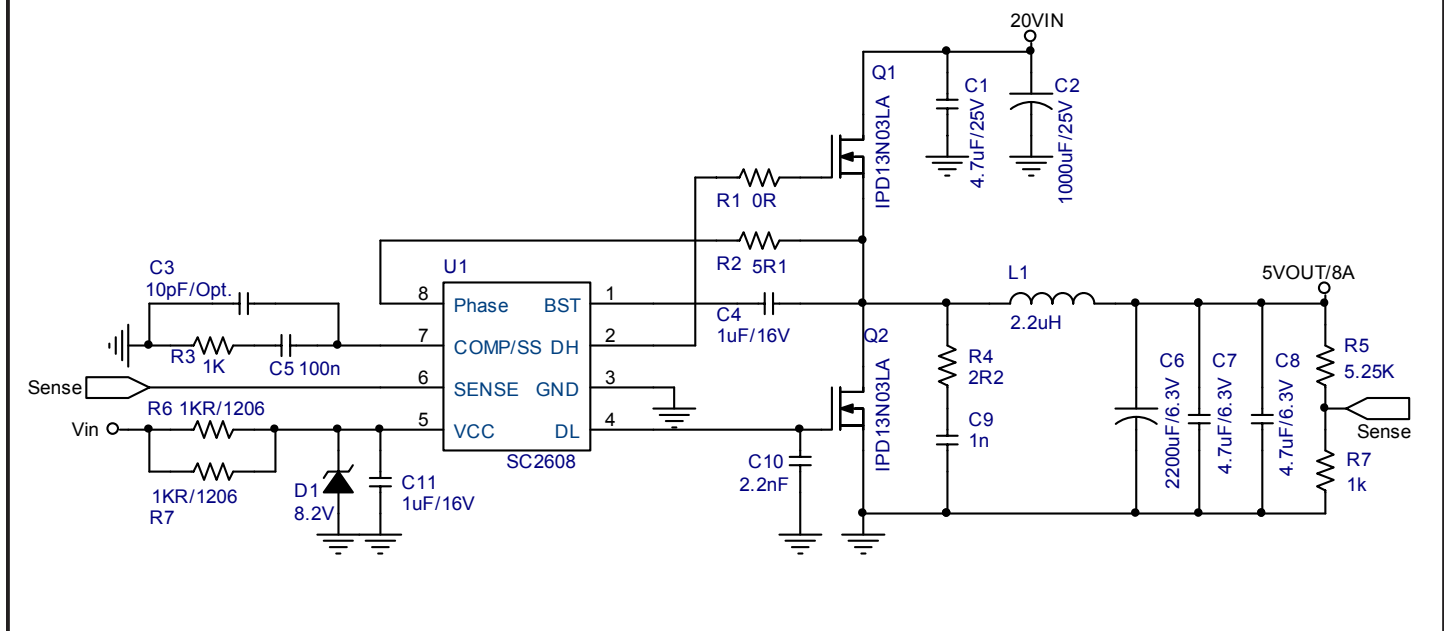 20VIN
Q1
IPD13N03LA
C1
4.7uF/25V
C2
1000uF/25V
R1 0R
R2 5R1
C3
10pF/Opt.
U1
8 Phase BST 1
7 COMP/SS DH 2
6 SENSE GND 3
5 VCC DL 4
SC2608
R3 1K
C5 100n
Sense
R6 1KR/1206
Vin
1KR/1206
R7
D1
8.2V
C11
1uF/16V
C4
1uF/16V
Q2
IPD13N03LA
C10
2.2nF
R4
2R2
C9
1n
L1
2.2uH
5VOUT/8A
C6
2200uF/6.3V
C7
4.7uF/6.3V
C8
4.7uF/6.3V
R5
5.25K
Sense
R7
1k